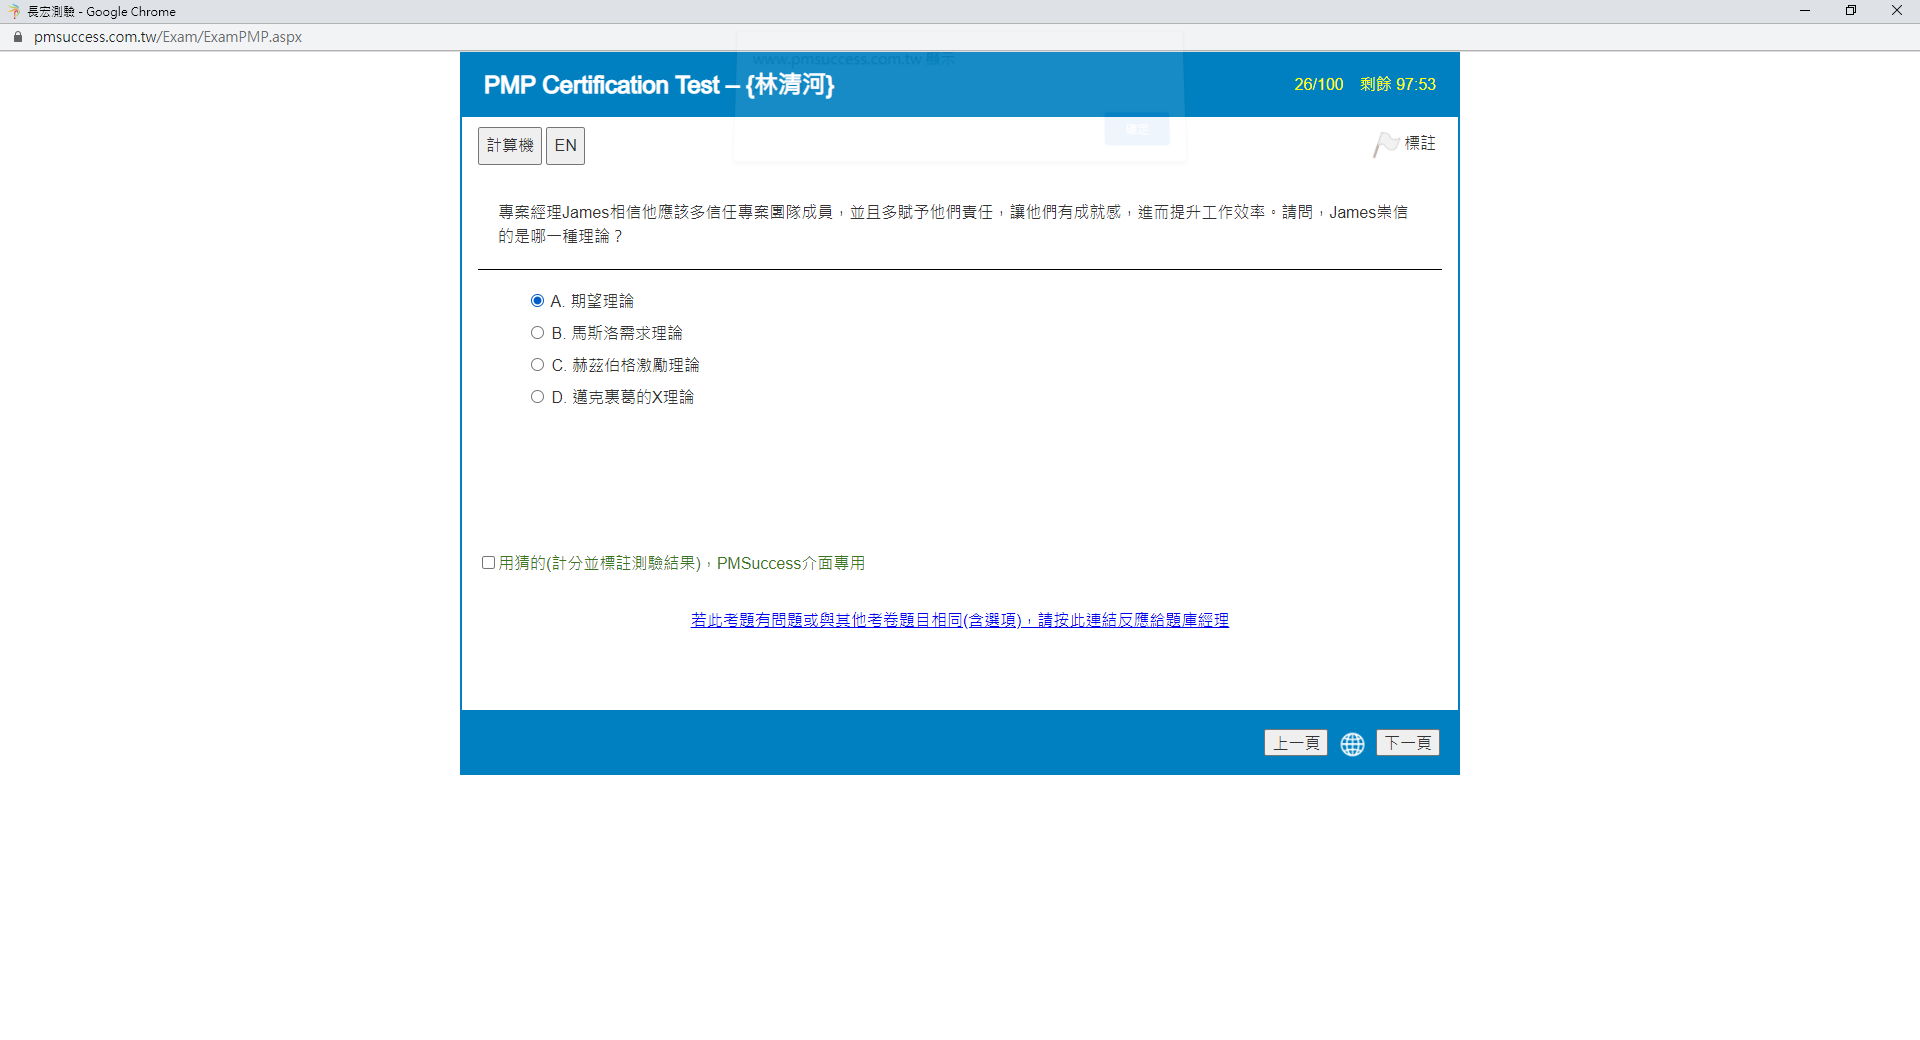 長宏測驗 - Google Chrome
pmsuccess.com.tw/Exam/ExamPMP.aspx
www.pmsuccess.com.tw 顯示
PMP Certification Test – {林清河}
26/100 剩餘 97:53
確定
計算機 EN
標註
專案經理James相信他應該多信任專案團隊成員，並且多賦予他們責任，讓他們有成就感，進而提升工作效率。請問，James崇信
的是哪一種理論？
A. 期望理論
B. 馬斯洛需求理論
C. 赫茲伯格激勵理論
D. 邁克裏葛的X理論
用猜的(計分並標註測驗結果)，PMSuccess介面專用
若此考題有問題或與其他考卷題目相同(含選項)，請按此連結反應給題庫經理
上一頁 下一頁